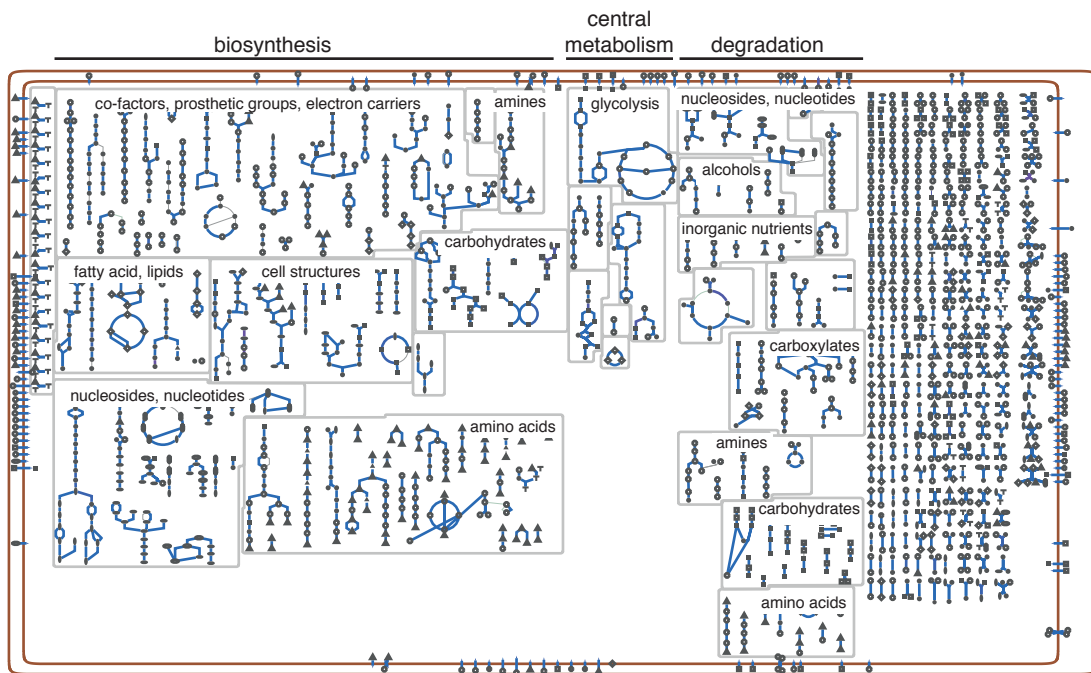 biosynthesis
central
metabolism
degradation
co-factors, prosthetic groups, electron carriers
amines
glycolysis
nucleosides, nucleotides
alcohols
inorganic nutrients
carbohydrates
fatty acid, lipids
cell structures
carboxylates
nucleosides, nucleotides
amino acids
amines
carbohydrates
amino acids